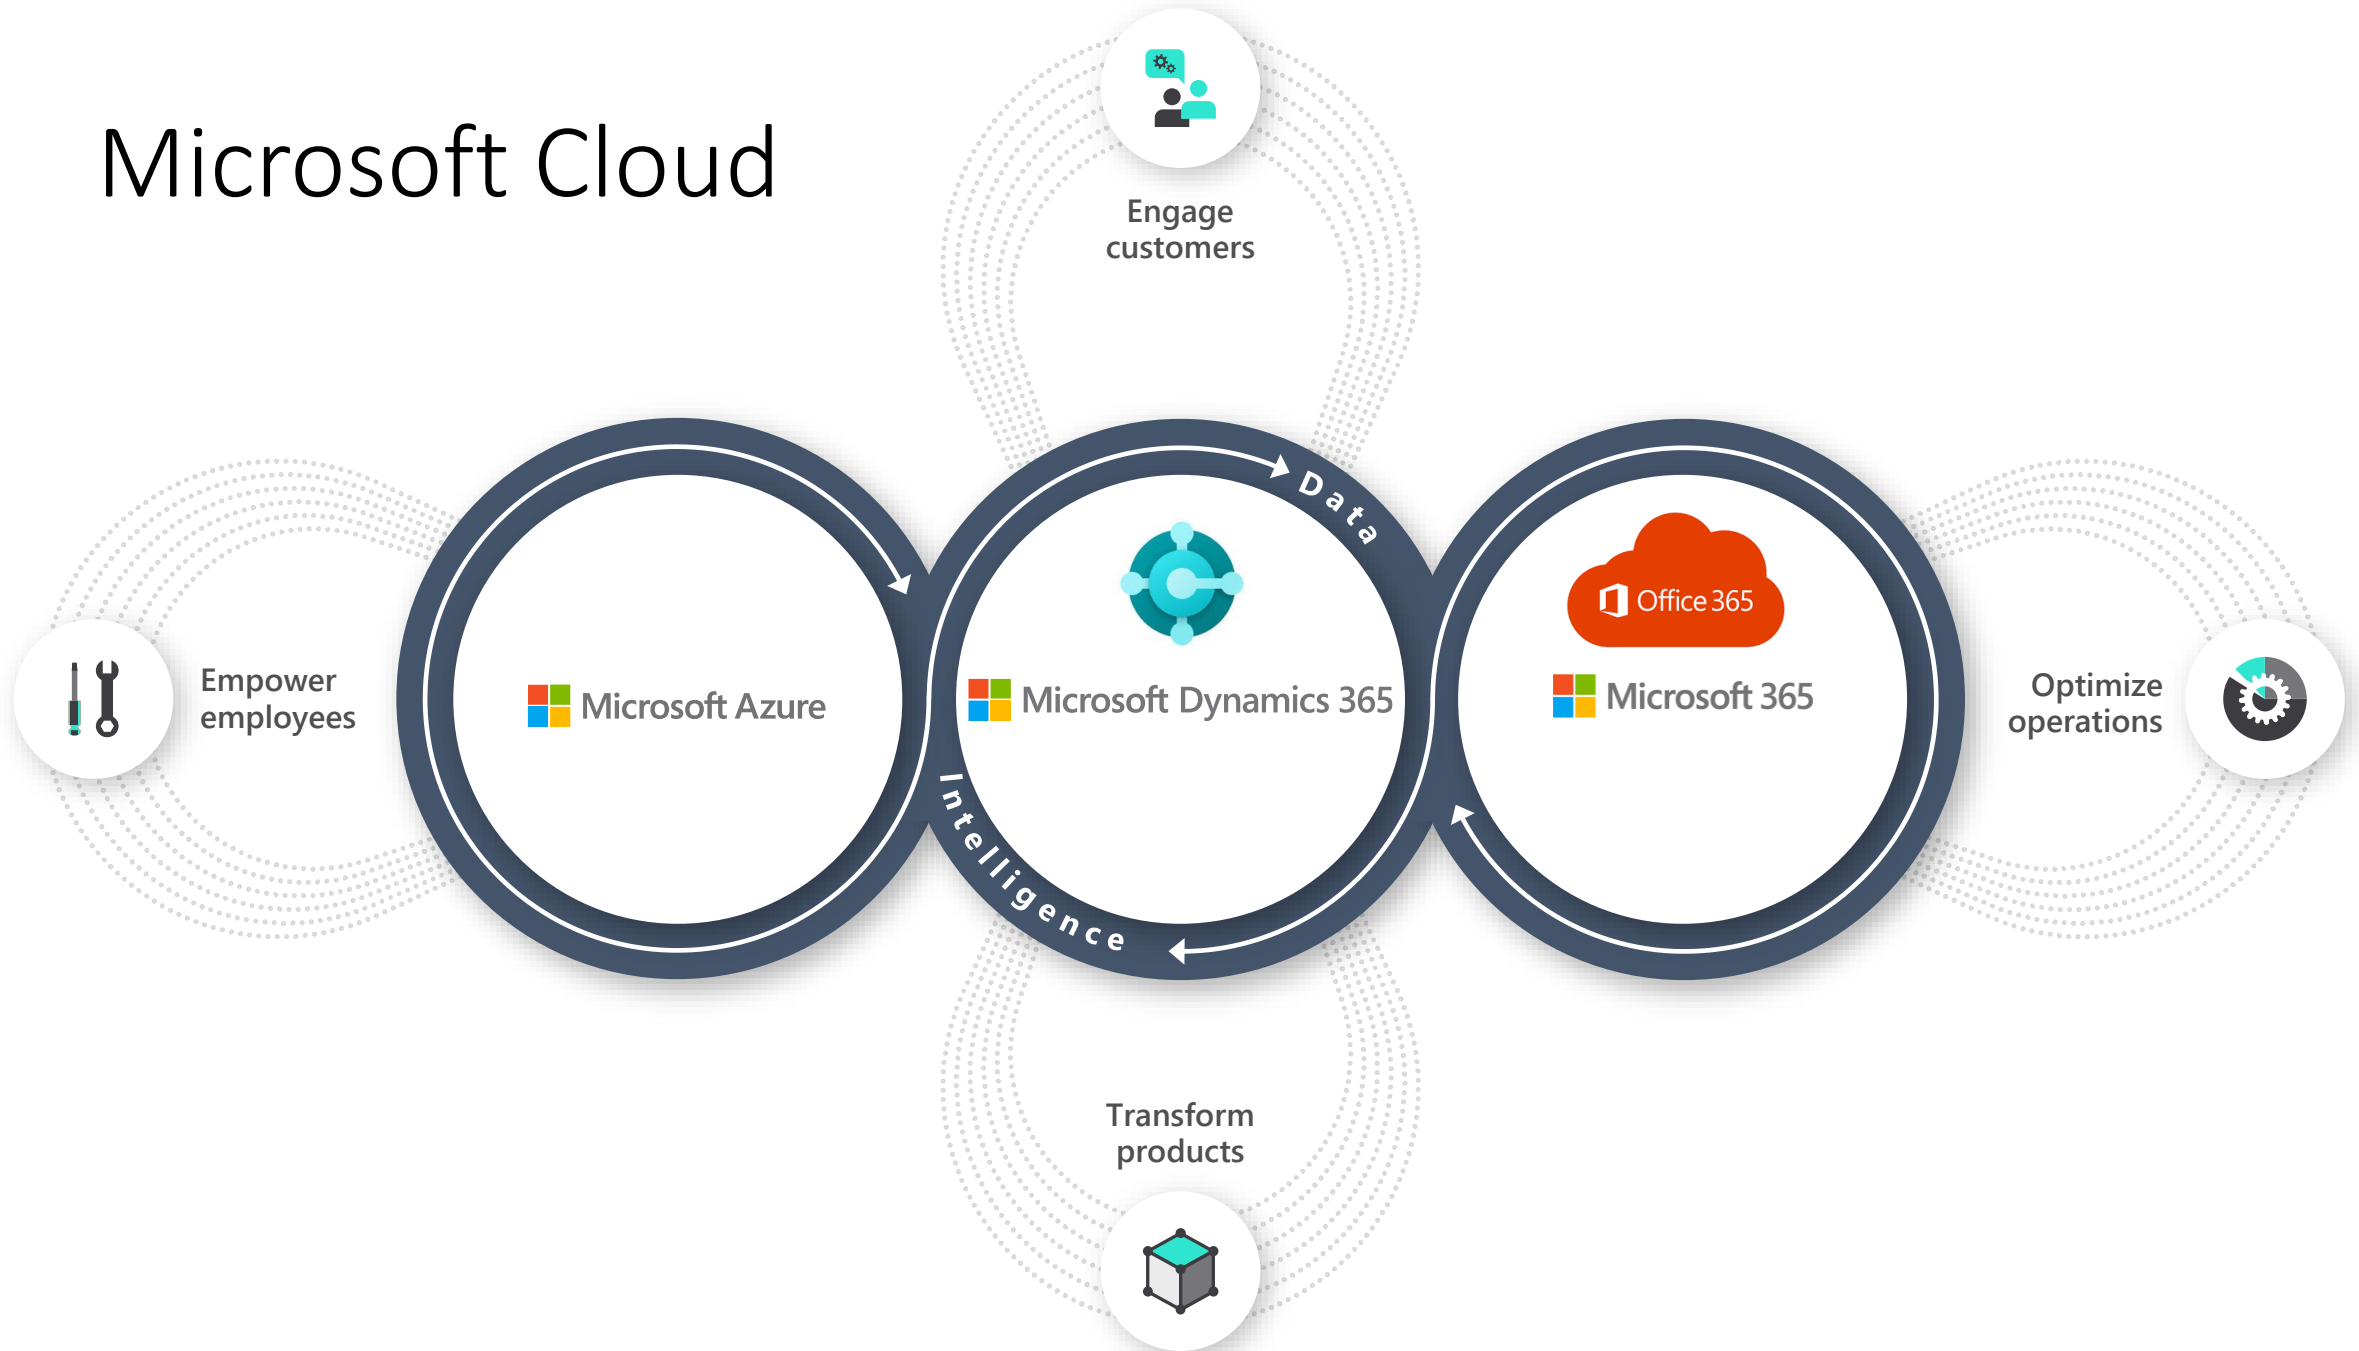 Microsoft Cloud
Engage
customers
Data
Office 365
Empower
employees
Microsoft Azure
Microsoft Dynamics 365
Microsoft 365
Optimize
operations
Intelligence
Transform
products